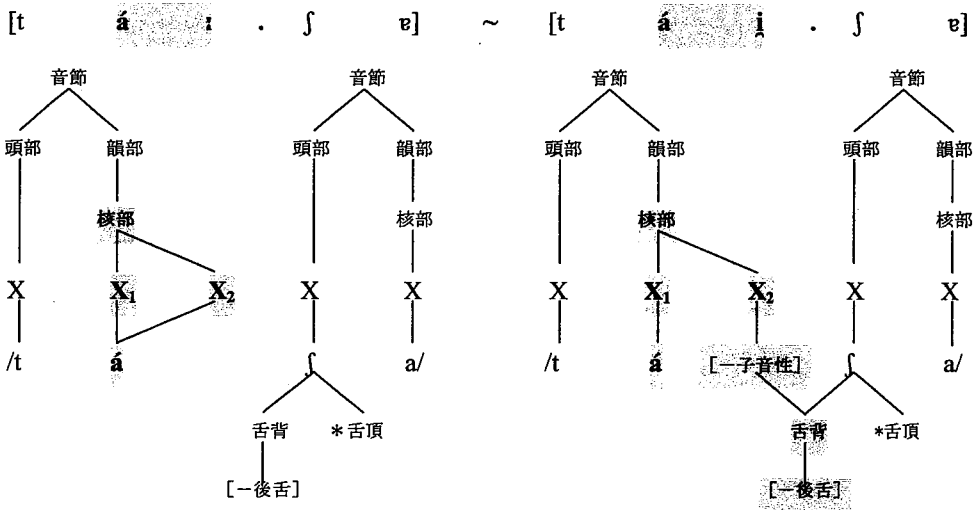 [t á ː . ʃ ɐ] ~ [t á i̯ . ʃ ɐ]
音節 音節 音節 音節
頭部 韻部 頭部 韻部 頭部 韻部 頭部 韻部
核部 核部 核部 核部
X X₁ X₂ X X X X₁ X₂ X X
/t á ʃ a/ /t á [－子音性] ʃ a/
舌背 ＊舌頂 舌背 *舌頂
[－後舌] [－後舌]